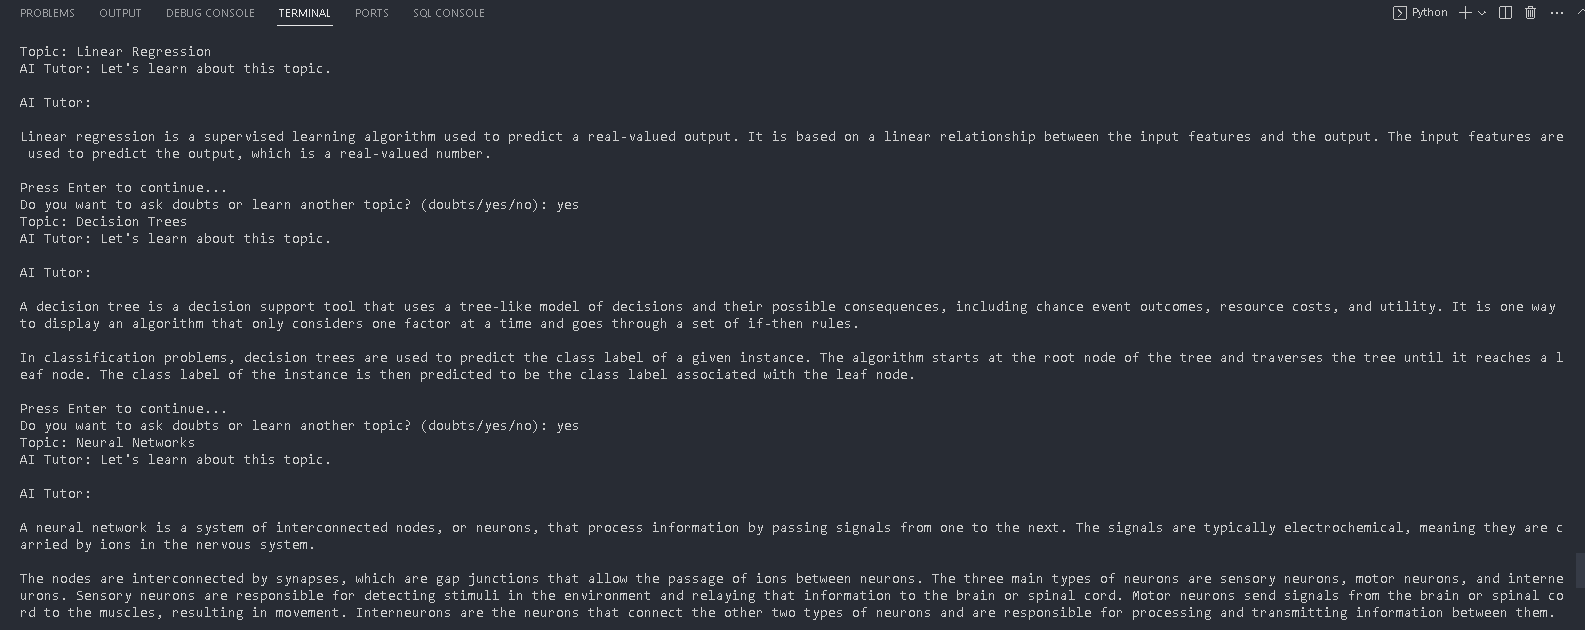 PROBLEMS OUTPUT DEBUG CONSOLE TERMINAL PORTS SQL CONSOLE Python
Topic: Linear Regression
AI Tutor: Let's learn about this topic.
AI Tutor:
Linear regression is a supervised learning algorithm used to predict a real-valued output. It is based on a linear relationship between the input features and the output. The input features are
used to predict the output, which is a real-valued number.
Press Enter to continue...
Do you want to ask doubts or learn another topic? (doubts/yes/no): yes
Topic: Decision Trees
AI Tutor: Let's learn about this topic.
AI Tutor:
A decision tree is a decision support tool that uses a tree-like model of decisions and their possible consequences, including chance event outcomes, resource costs, and utility. It is one way
to display an algorithm that only considers one factor at a time and goes through a set of if-then rules.
In classification problems, decision trees are used to predict the class label of a given instance. The algorithm starts at the root node of the tree and traverses the tree until it reaches a l
eaf node. The class label of the instance is then predicted to be the class label associated with the leaf node.
Press Enter to continue...
Do you want to ask doubts or learn another topic? (doubts/yes/no): yes
Topic: Neural Networks
AI Tutor: Let's learn about this topic.
AI Tutor:
A neural network is a system of interconnected nodes, or neurons, that process information by passing signals from one to the next. The signals are typically electrochemical, meaning they are c
arried by ions in the nervous system.
The nodes are interconnected by synapses, which are gap junctions that allow the passage of ions between neurons. The three main types of neurons are sensory neurons, motor neurons, and interne
urons. Sensory neurons are responsible for detecting stimuli in the environment and relaying that information to the brain or spinal cord. Motor neurons send signals from the brain or spinal co
rd to the muscles, resulting in movement. Interneurons are the neurons that connect the other two types of neurons and are responsible for processing and transmitting information between them.